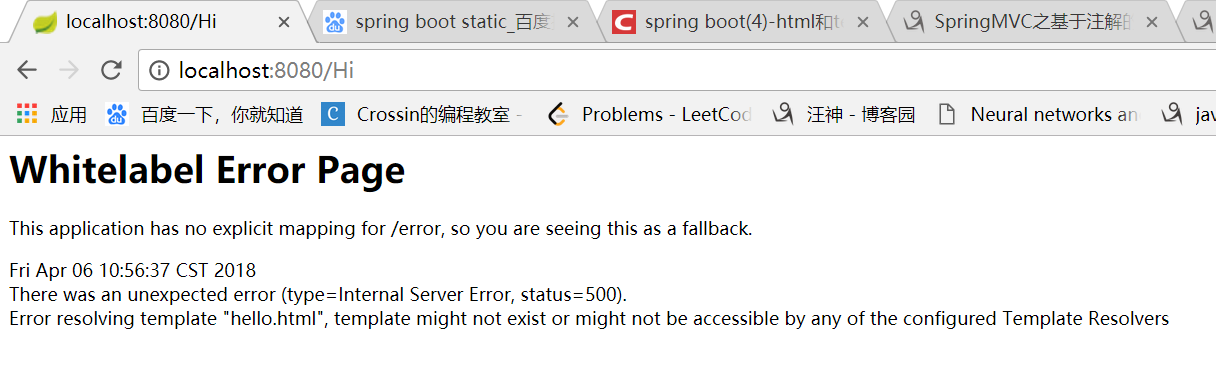 localhost:8080/Hi spring boot static_百度 spring boot(4)-html和te SpringMVC之基于注解的
localhost:8080/Hi
应用 百度一下，你就知道 C Crossin的编程教室 - Problems - LeetCod 汪神 - 博客园 Neural networks an jav
Whitelabel Error Page
This application has no explicit mapping for /error, so you are seeing this as a fallback.
Fri Apr 06 10:56:37 CST 2018
There was an unexpected error (type=Internal Server Error, status=500).
Error resolving template "hello.html", template might not exist or might not be accessible by any of the configured Template Resolvers